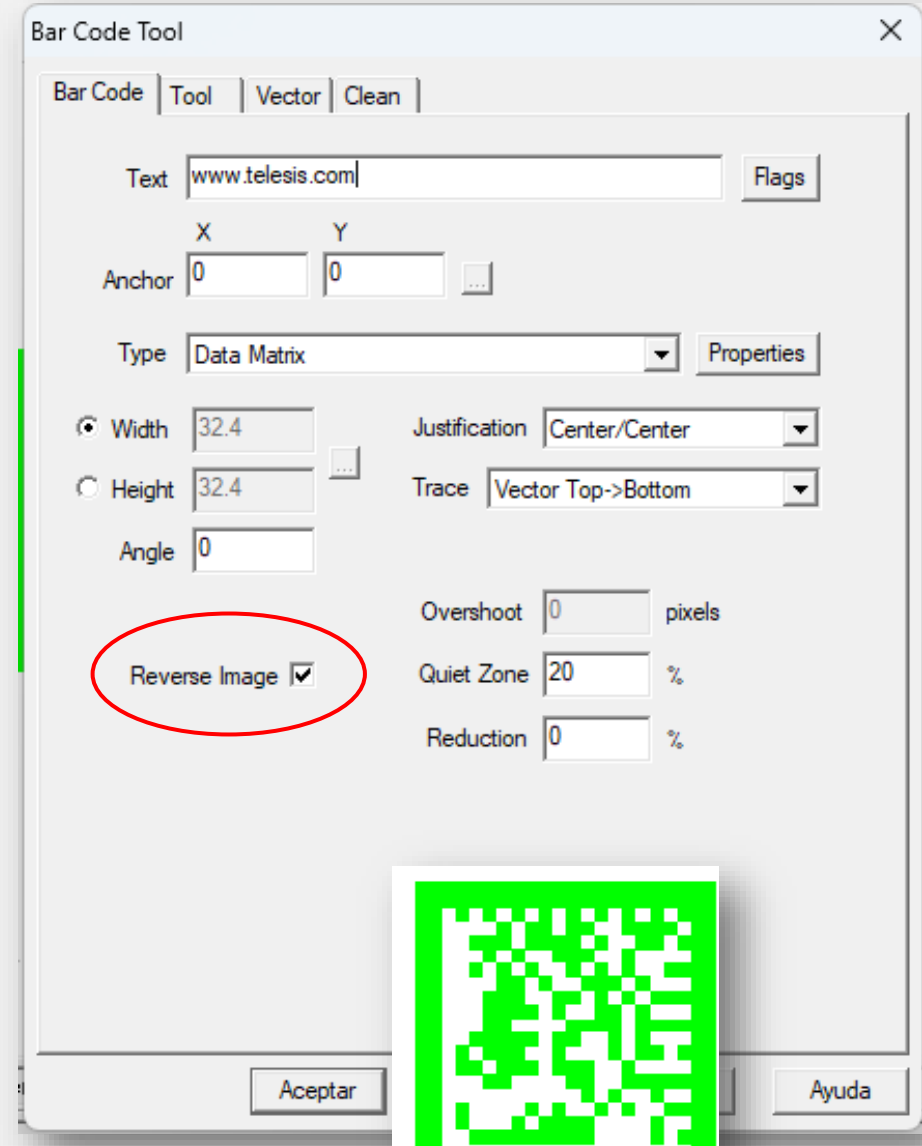 Bar Code Tool
Bar Code Tool Vector Clean
Text www.telesis.com Flags
X Y
Anchor 0 0 ...
Type Data Matrix Properties
Width 32.4 Justification Center/Center
...
Height 32.4 Trace Vector Top->Bottom
Angle 0
Overshoot 0 pixels
Reverse Image Quiet Zone 20 %
Reduction 0 %
Aceptar Ayuda